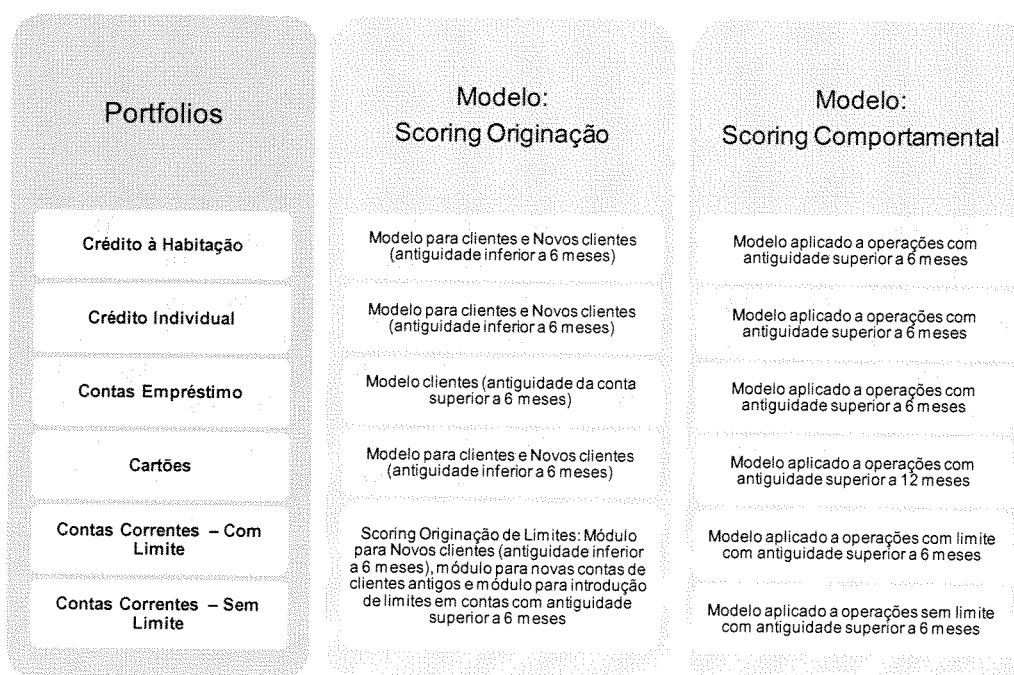 Portfolios
Modelo:
Scoring Originação
Modelo:
Scoring Comportamental
Crédito à Habitação
Modelo para clientes e Novos clientes
(antiguidade inferior a 6 meses)
Modelo aplicado a operações com
antiguidade superior a 6 meses
Crédito Individual
Modelo para clientes e Novos clientes
(antiguidade inferior a 6 meses)
Modelo aplicado a operações com
antiguidade superior a 6 meses
Contas Empréstimo
Modelo clientes (antiguidade da conta
superior a 6 meses)
Modelo aplicado a operações com
antiguidade superior a 6 meses
Cartões
Modelo para clientes e Novos clientes
(antiguidade inferior a 6 meses)
Modelo aplicado a operações com
antiguidade superior a 12 meses
Contas Correntes – Com
Limite
Scoring Originação de Limites: Módulo
para Novos clientes (antiguidade inferior
a 6 meses), módulo para novas contas de
clientes antigos e módulo para introdução
de limites em contas com antiguidade
superior a 6 meses
Modelo aplicado a operações com limite
com antiguidade superior a 6 meses
Contas Correntes – Sem
Limite
Modelo aplicado a operações sem limite
com antiguidade superior a 6 meses